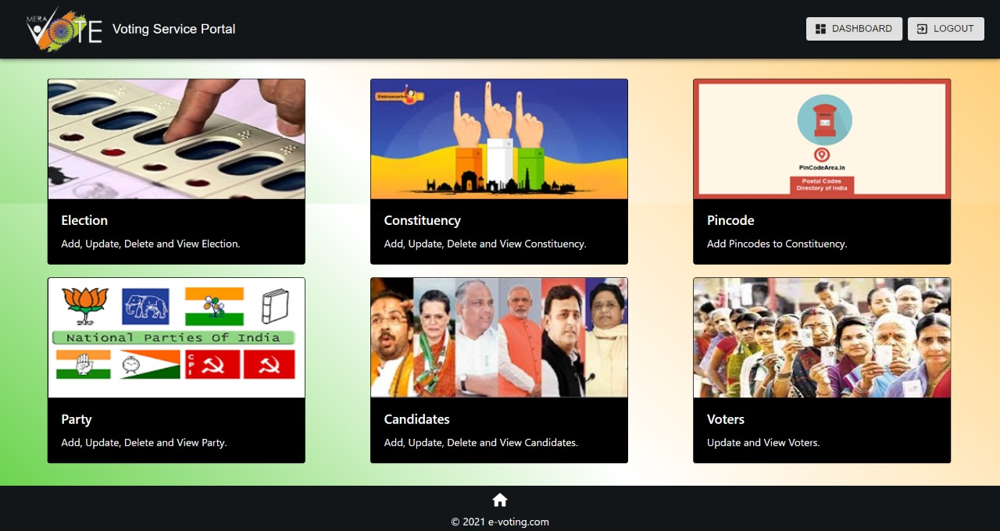 MERA
VOTE
Voting Service Portal
DASHBOARD
LOGOUT
Extramarks
PinCodeArea.in
Postal Codes
Directory of India
Election
Add, Update, Delete and View Election.
Constituency
Add, Update, Delete and View Constituency.
Pincode
Add Pincodes to Constituency.
National Parties Of India
CPI
Party
Add, Update, Delete and View Party.
Candidates
Add, Update, Delete and View Candidates.
Voters
Update and View Voters.
© 2021 e-voting.com